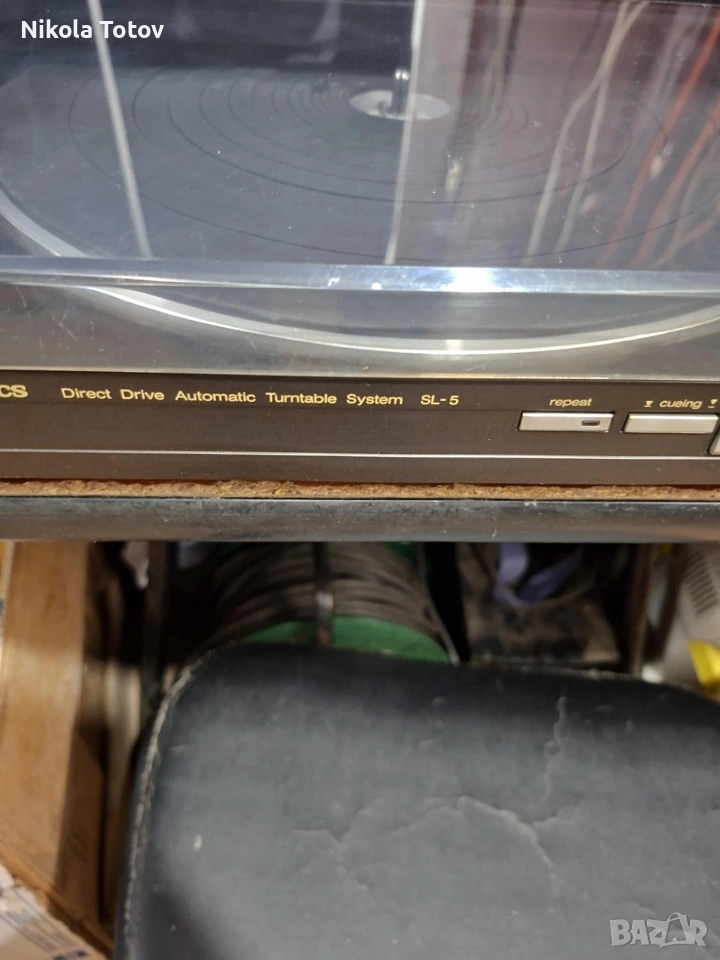 Nikola Totov
cs Direct Drive Automatic Turntable System SL-5 repeat cueing
BAZAR